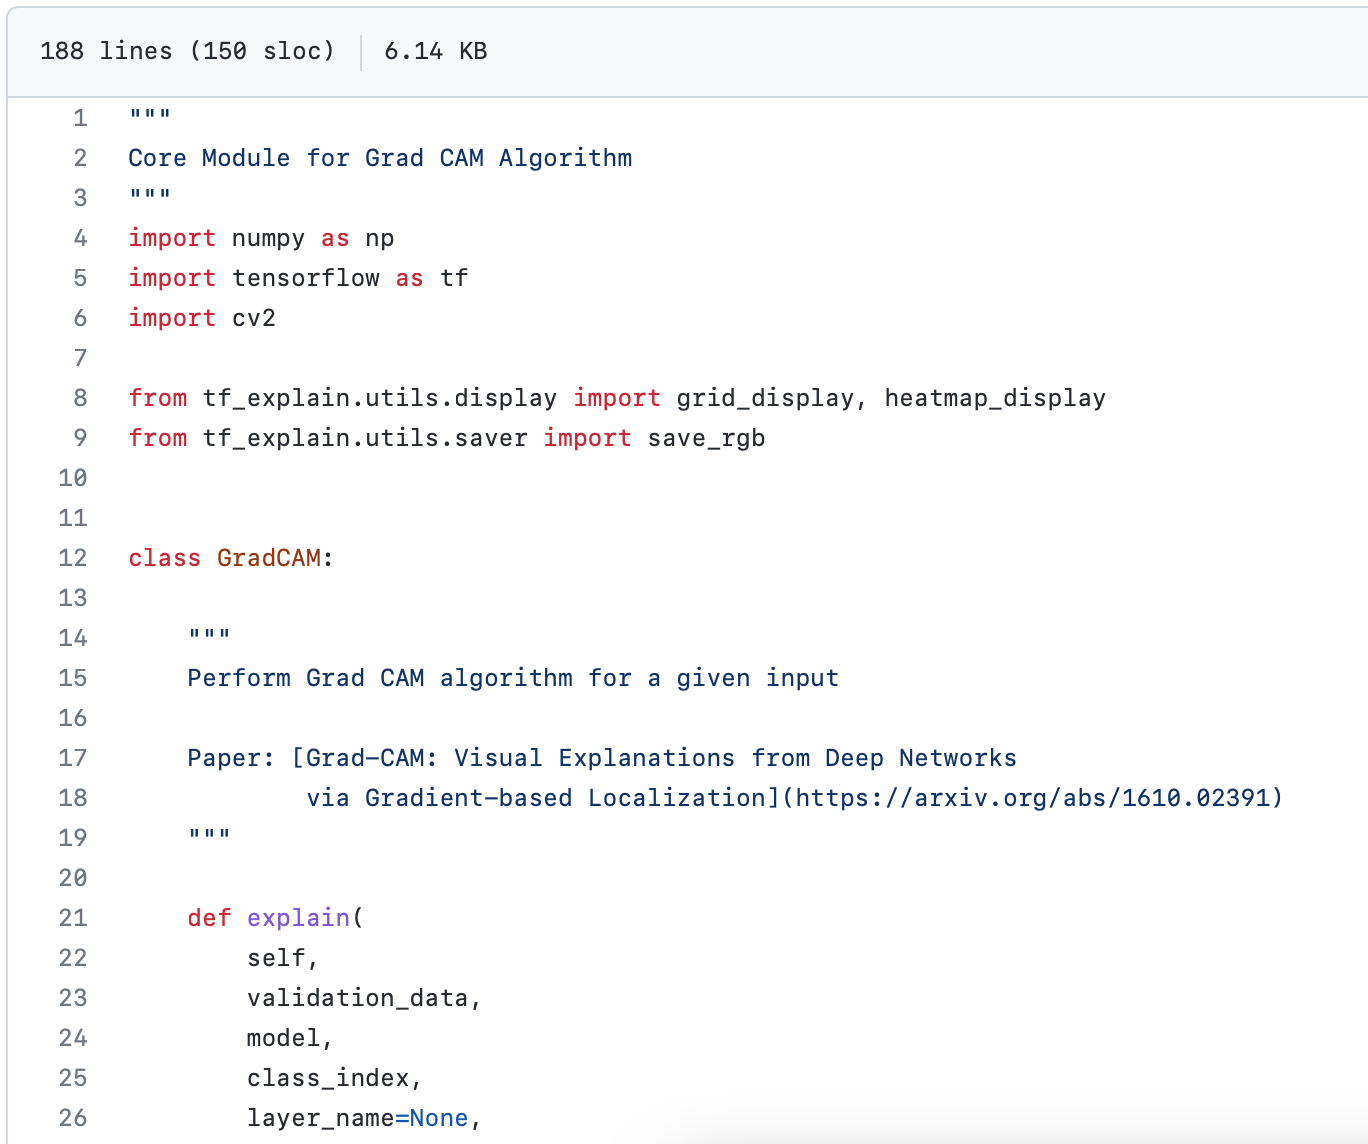 188 lines (150 sloc) 6.14 KB
1 """
2 Core Module for Grad CAM Algorithm
3 """
4 import numpy as np
5 import tensorflow as tf
6 import cv2
7
8 from tf_explain.utils.display import grid_display, heatmap_display
9 from tf_explain.utils.saver import save_rgb
10
11
12 class GradCAM:
13
14     """
15     Perform Grad CAM algorithm for a given input
16
17     Paper: [Grad-CAM: Visual Explanations from Deep Networks
18             via Gradient-based Localization](https://arxiv.org/abs/1610.02391)
19     """
20
21     def explain(
22         self,
23         validation_data,
24         model,
25         class_index,
26         layer_name=None,